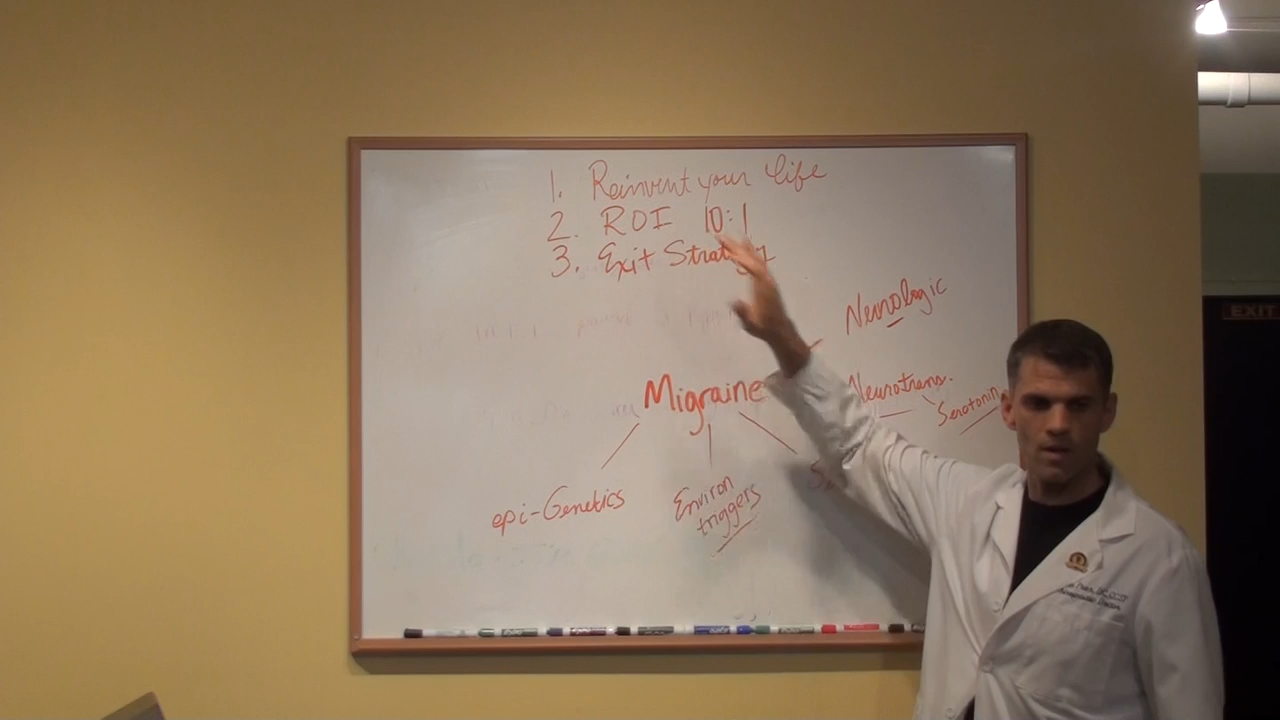 1. Reinvent your life
2. ROI 10:1
3. Exit Strategy
Neurologic
Migraine
Neurotrans.
Serotonin
epi-Genetics
Environ
triggers
EXIT